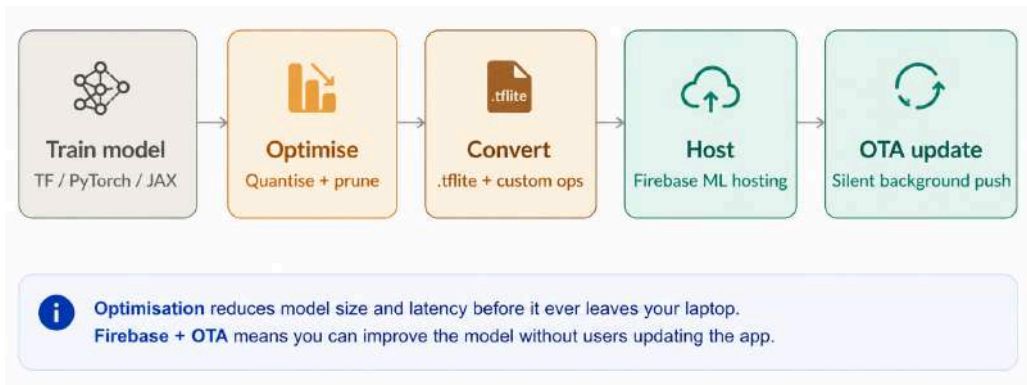 .tflite
Train model
TF / PyTorch / JAX
Optimise
Quantise + prune
Convert
.tflite + custom ops
Host
Firebase ML hosting
OTA update
Silent background push
i
Optimisation reduces model size and latency before it ever leaves your laptop.
Firebase + OTA means you can improve the model without users updating the app.